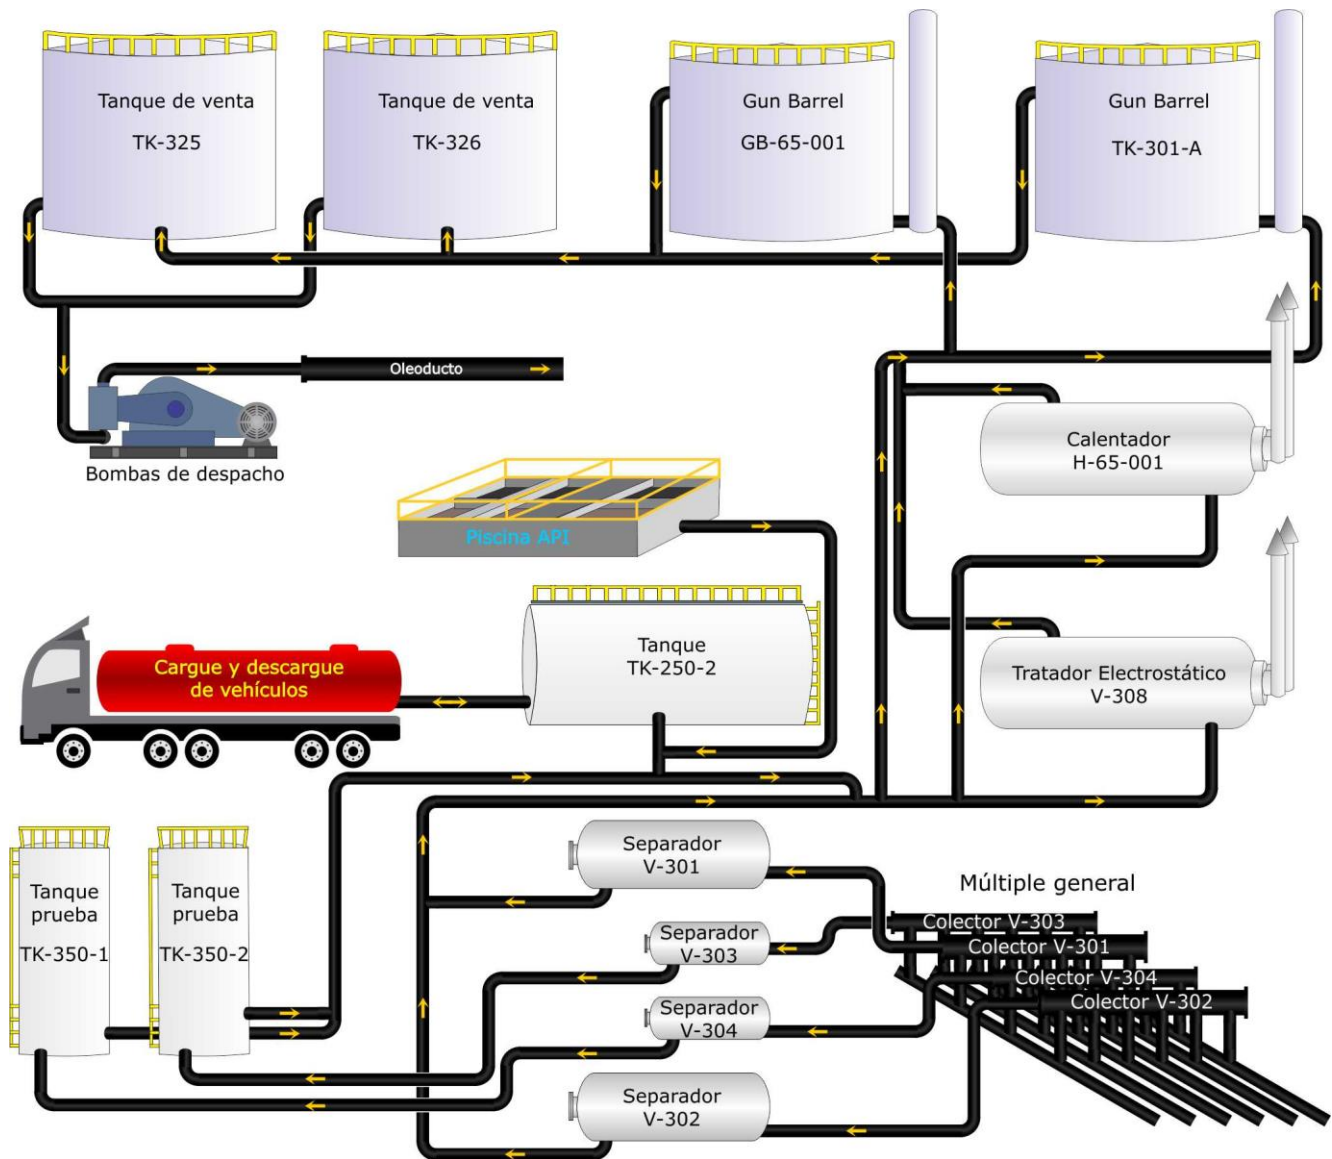 Tanque de venta
TK-325
Tanque de venta
TK-326
Gun Barrel
GB-65-001
Gun Barrel
TK-301-A
Oleoducto
Bombas de despacho
Calentador
H-65-001
Piscina API
Tanque
TK-250-2
Cargue y descargue
de vehículos
Tratador Electrostático
V-308
Tanque
prueba
TK-350-1
Tanque
prueba
TK-350-2
Separador
V-301
Separador
V-303
Separador
V-304
Separador
V-302
Múltiple general
Colector V-303
Colector V-301
Colector V-304
Colector V-302